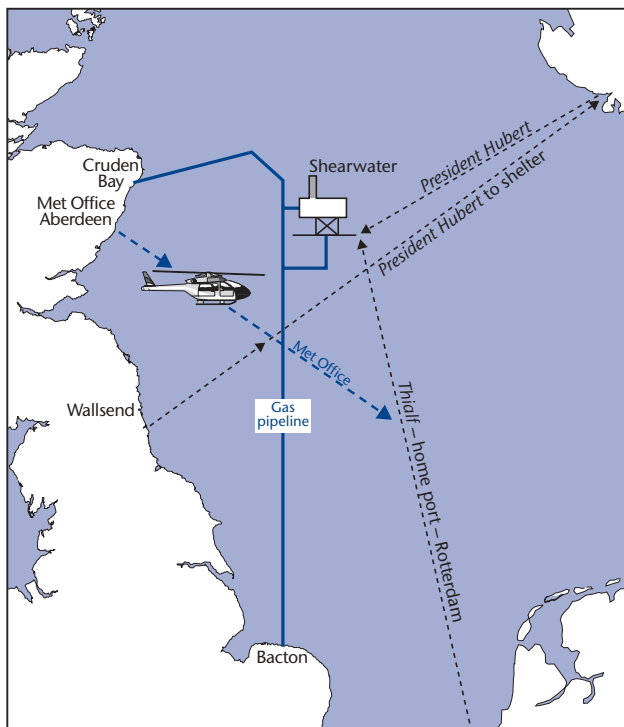 Cruden
Bay
Met Office
Aberdeen
Shearwater
President Hubert
President Hubert to shelter
Met Office
Wallsend
Gas
pipeline
Thialf – home port – Rotterdam
Bacton